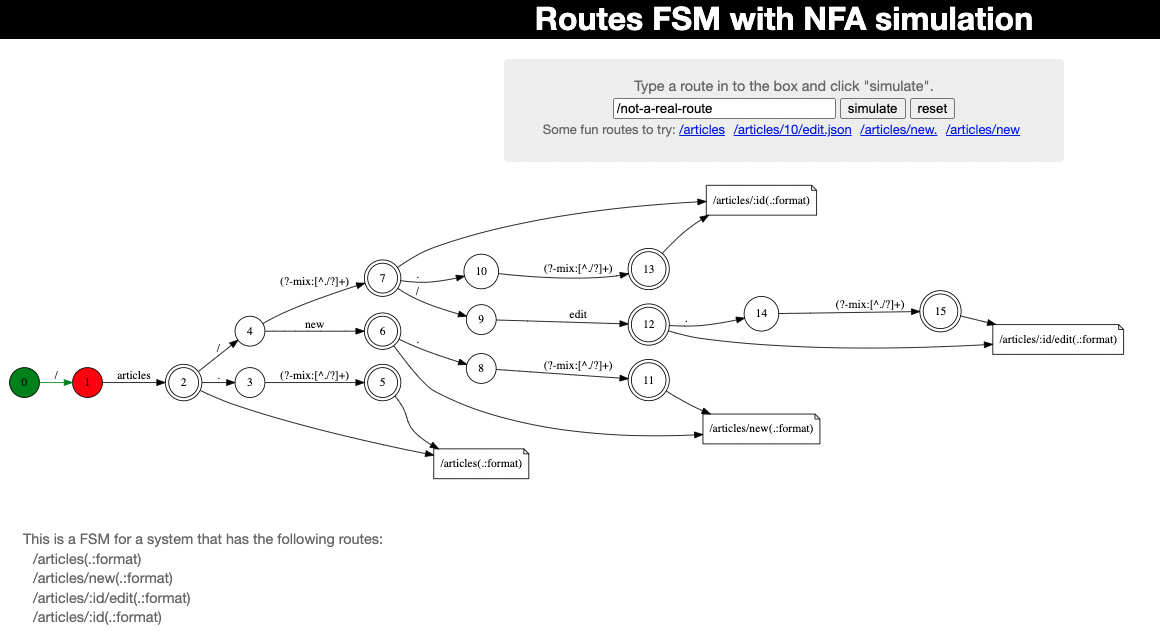 Routes FSM with NFA simulation
Type a route in to the box and click "simulate".
/not-a-real-route simulate reset
Some fun routes to try: /articles /articles/10/edit.json /articles/new. /articles/new
/articles/:id(.:format)
(?-mix:[^./?]+)
7
.
10
(?-mix:[^./?]+)
13
/
9
edit
12
.
14
(?-mix:[^./?]+)
15
/articles/:id/edit(.:format)
4
new
6
.
8
(?-mix:[^./?]+)
11
/articles/new(.:format)
0
/
1
articles
2
/
.
3
(?-mix:[^./?]+)
5
/articles(.:format)
This is a FSM for a system that has the following routes:
/articles(.:format)
/articles/new(.:format)
/articles/:id/edit(.:format)
/articles/:id(.:format)